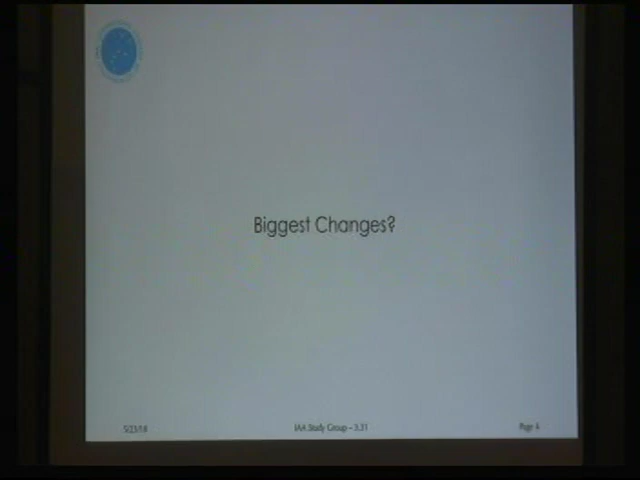 Biggest Changes?
5/23/18 IAA Study Group – 3.31 Page 4